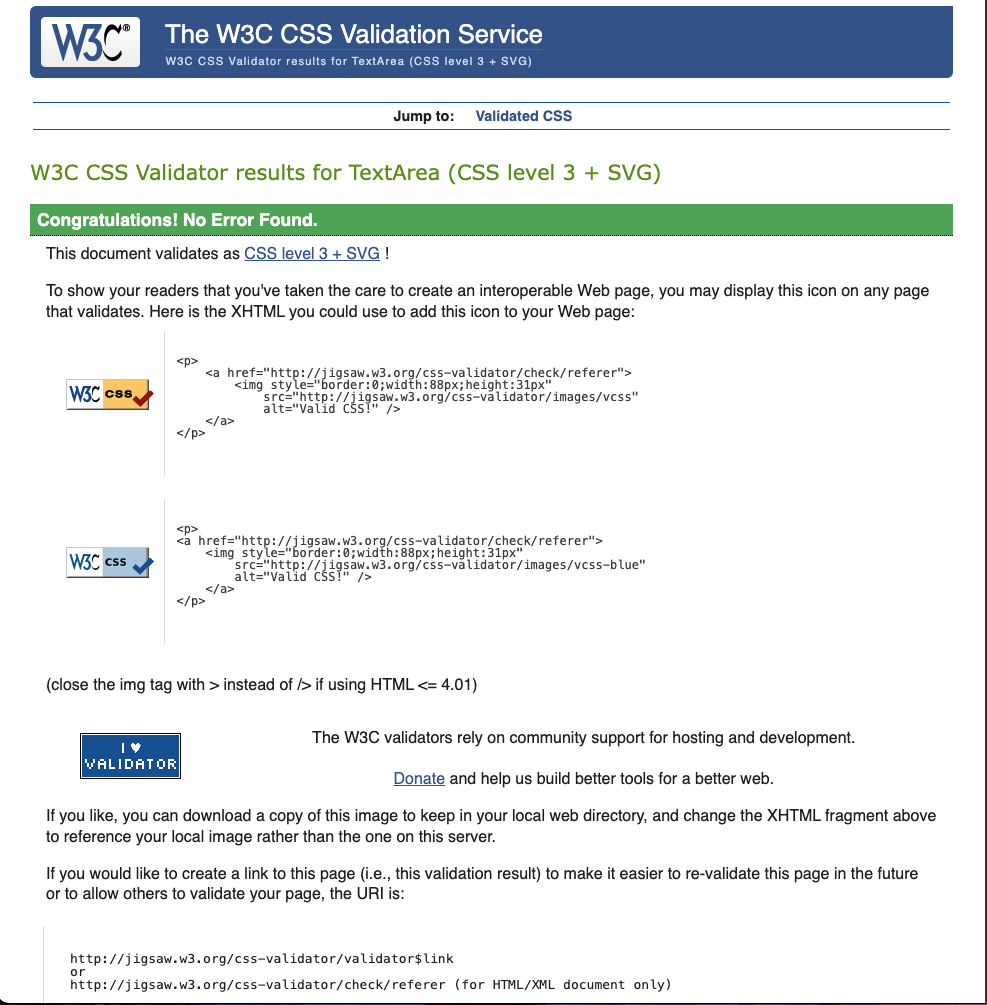 W3C® The W3C CSS Validation Service
W3C CSS Validator results for TextArea (CSS level 3 + SVG)
Jump to: Validated CSS
W3C CSS Validator results for TextArea (CSS level 3 + SVG)
Congratulations! No Error Found.
This document validates as CSS level 3 + SVG !
To show your readers that you've taken the care to create an interoperable Web page, you may display this icon on any page
that validates. Here is the XHTML you could use to add this icon to your Web page:
W3C css
<p>
<a href="http://jigsaw.w3.org/css-validator/check/referer">
<img style="border:0;width:88px;height:31px"
src="http://jigsaw.w3.org/css-validator/images/vcss"
alt="Valid CSS!" />
</a>
</p>
W3C css
<p>
<a href="http://jigsaw.w3.org/css-validator/check/referer">
<img style="border:0;width:88px;height:31px"
src="http://jigsaw.w3.org/css-validator/images/vcss-blue"
alt="Valid CSS!" />
</a>
</p>
(close the img tag with > instead of /> if using HTML <= 4.01)
I ♥
VALIDATOR
The W3C validators rely on community support for hosting and development.
Donate and help us build better tools for a better web.
If you like, you can download a copy of this image to keep in your local web directory, and change the XHTML fragment above
to reference your local image rather than the one on this server.
If you would like to create a link to this page (i.e., this validation result) to make it easier to re-validate this page in the future
or to allow others to validate your page, the URI is:
http://jigsaw.w3.org/css-validator/validator$link
or
http://jigsaw.w3.org/css-validator/check/referer (for HTML/XML document only)